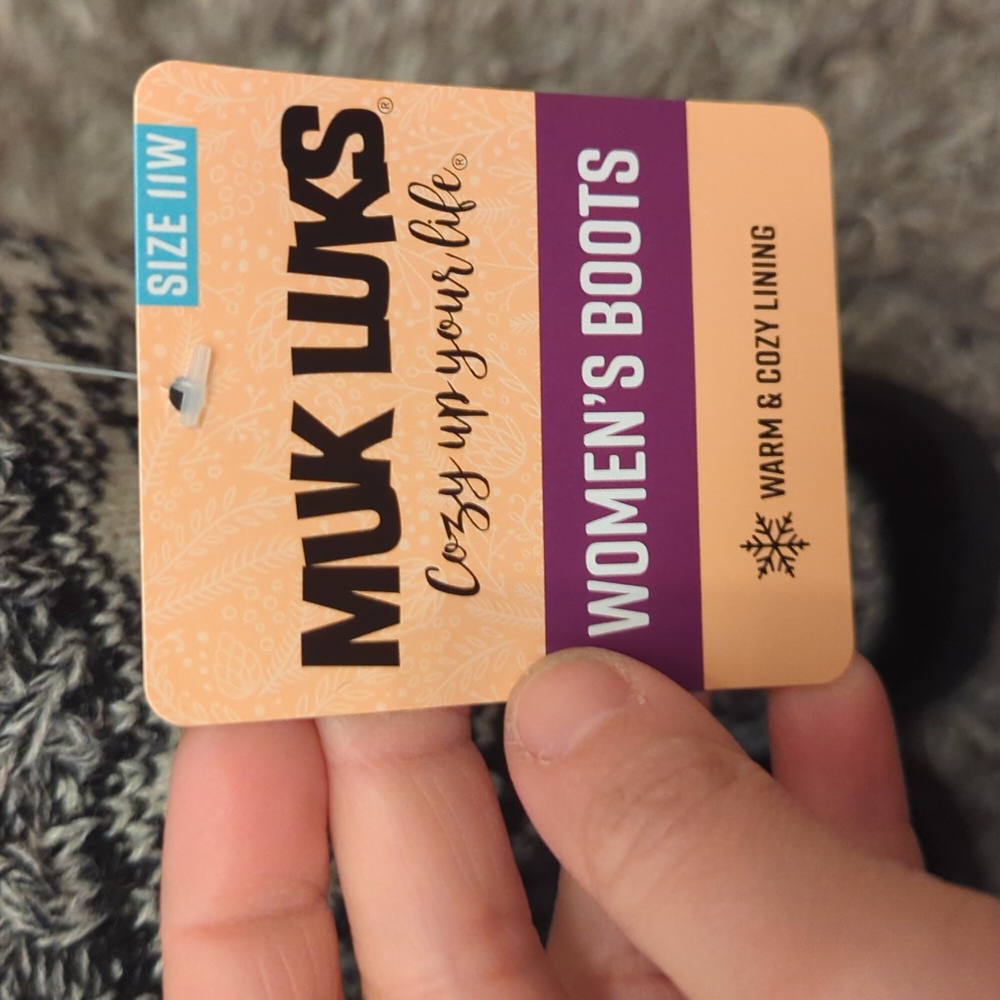 SIZE 11W
MUK LUKS®
Cozy up your life®
WOMEN'S BOOTS
WARM & COZY LINING